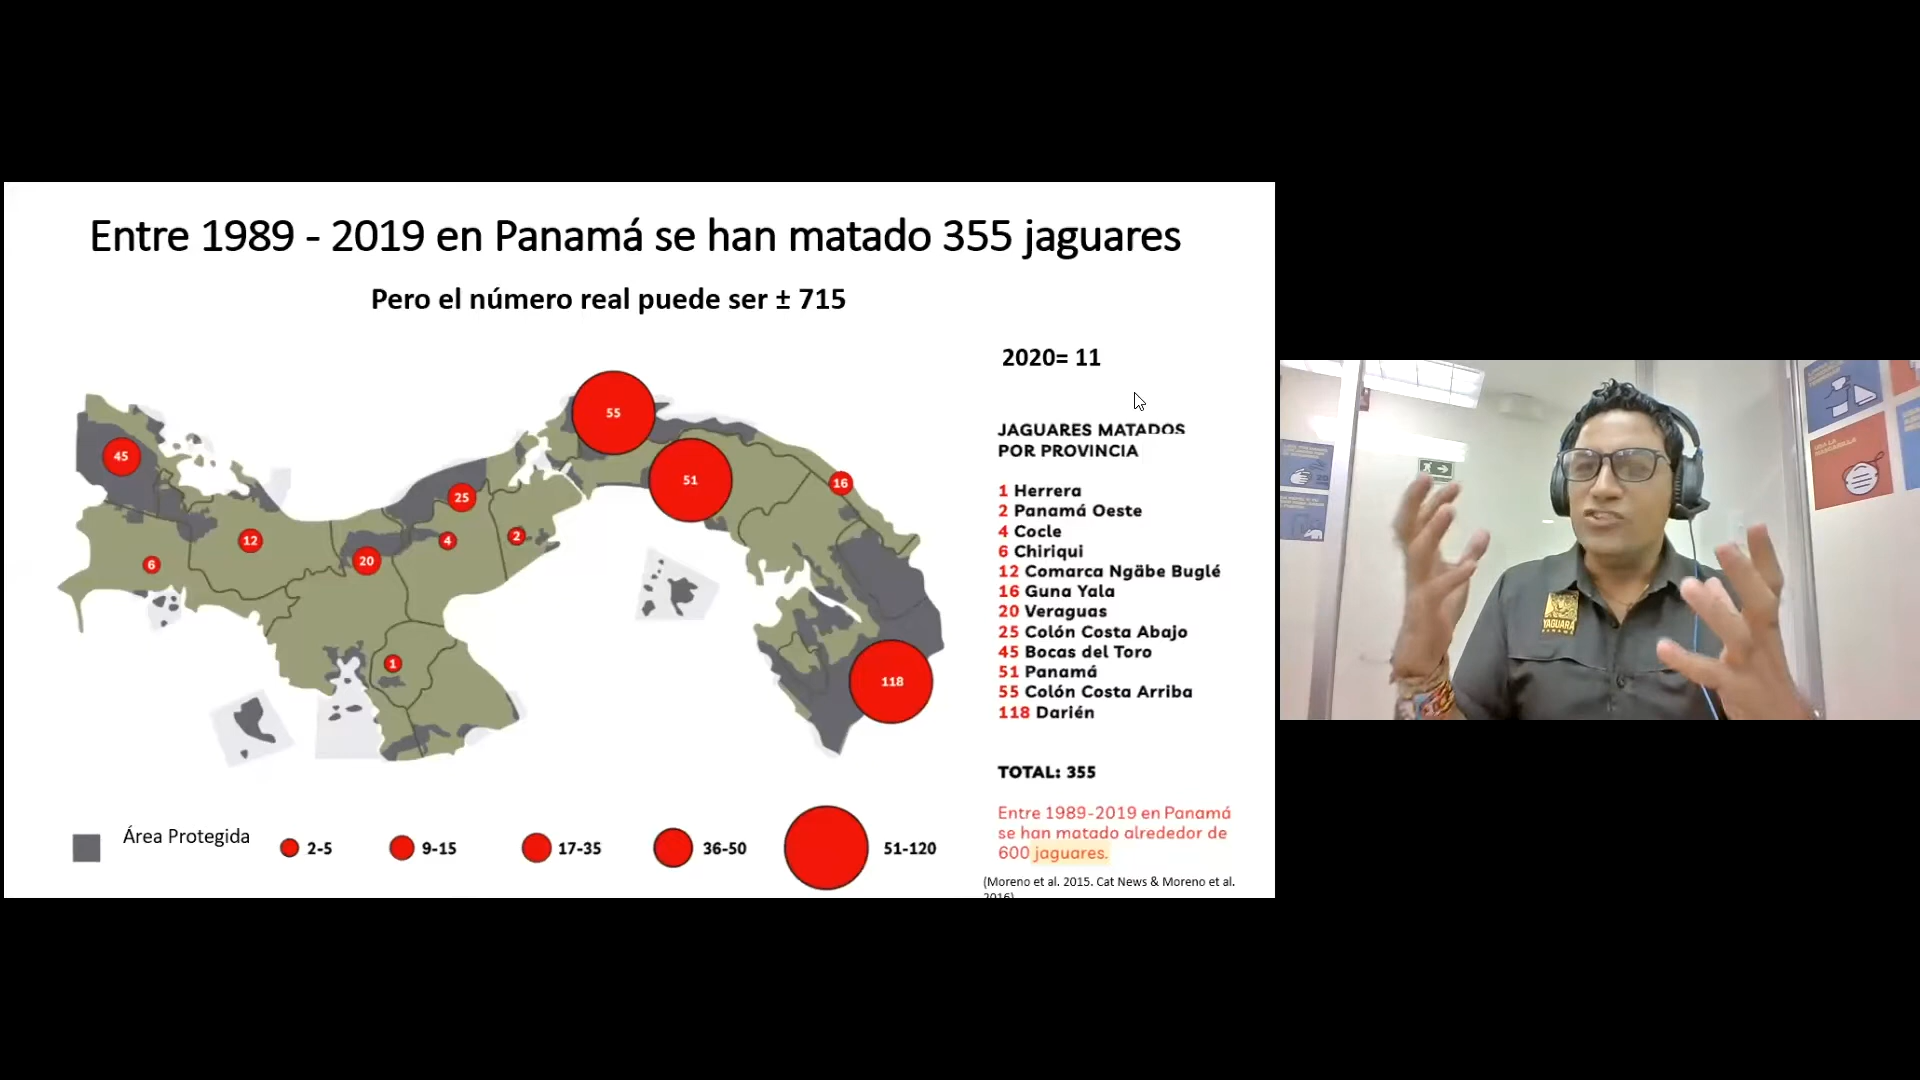 Entre 1989 - 2019 en Panamá se han matado 355 jaguares
Pero el número real puede ser ± 715
2020= 11
JAGUARES MATADOS
POR PROVINCIA
1 Herrera
2 Panamá Oeste
4 Cocle
6 Chiriqui
12 Comarca Ngäbe Buglé
16 Guna Yala
20 Veraguas
25 Colón Costa Abajo
45 Bocas del Toro
51 Panamá
55 Colón Costa Arriba
118 Darién
TOTAL: 355
Entre 1989-2019 en Panamá
se han matado alrededor de
600 jaguares.
(Moreno et al. 2015. Cat News & Moreno et al.
2016)
55
45
51
16
25
12
4
2
20
6
1
118
Área Protegida
2-5
9-15
17-35
36-50
51-120
YAGUARÁ
USA LA
MASCARILLA